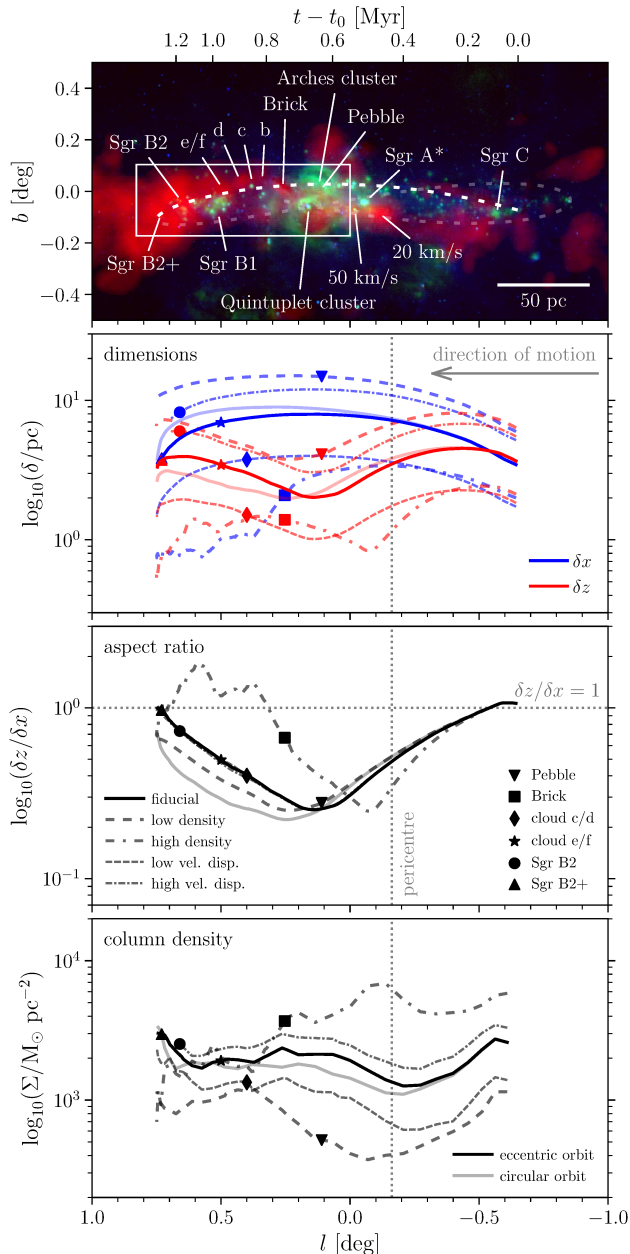 t − t₀ [Myr]
1.2 1.0 0.8 0.6 0.4 0.2 0.0
Arches cluster
Brick
Pebble
d c b
e/f
Sgr B2
Sgr A*
Sgr C
Sgr B2+
Sgr B1
50 km/s
20 km/s
Quintuplet cluster
50 pc
b [deg]
0.4
0.2
0.0
−0.2
−0.4
dimensions
direction of motion
log₁₀(δ/pc)
10¹
10⁰
δx
δz
aspect ratio
δz/δx = 1
log₁₀(δz/δx)
10⁰
10⁻¹
fiducial
low density
high density
low vel. disp.
high vel. disp.
pericentre
Pebble
Brick
cloud c/d
cloud e/f
Sgr B2
Sgr B2+
column density
log₁₀(Σ/M⊙ pc⁻²)
10⁴
10³
eccentric orbit
circular orbit
1.0 0.5 0.0 −0.5 −1.0
l [deg]